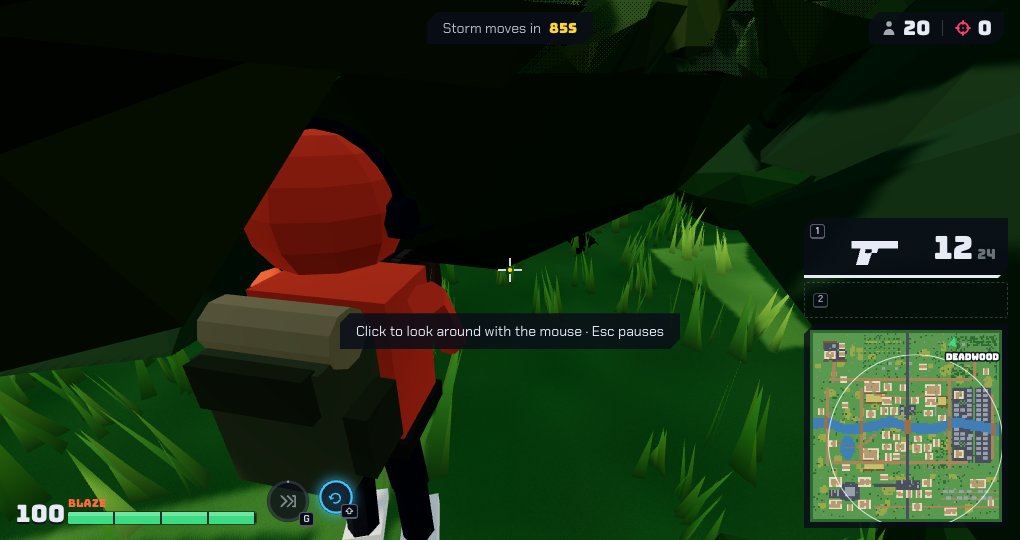 Storm moves in 85S
20
0
1
12 24
Click to look around with the mouse · Esc pauses
2
DEADWOOD
BLAZE
100
G